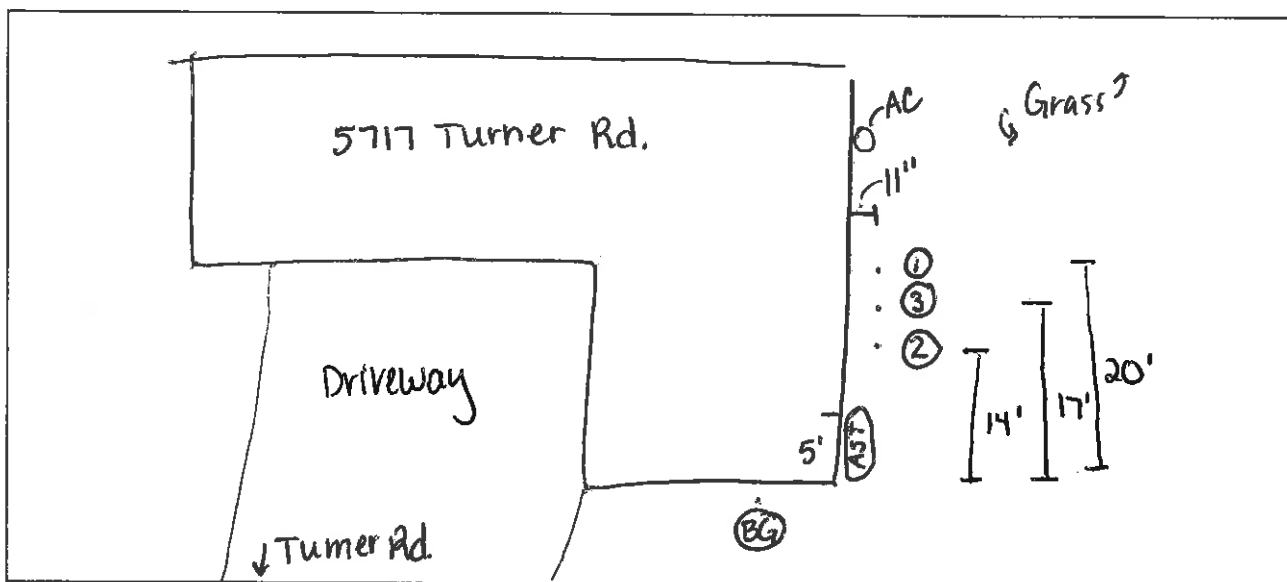 AC
Grass
5717 Turner Rd.
11"
1
3
2
Driveway
20'
17'
14'
5'
AST
BG
Turner Rd.